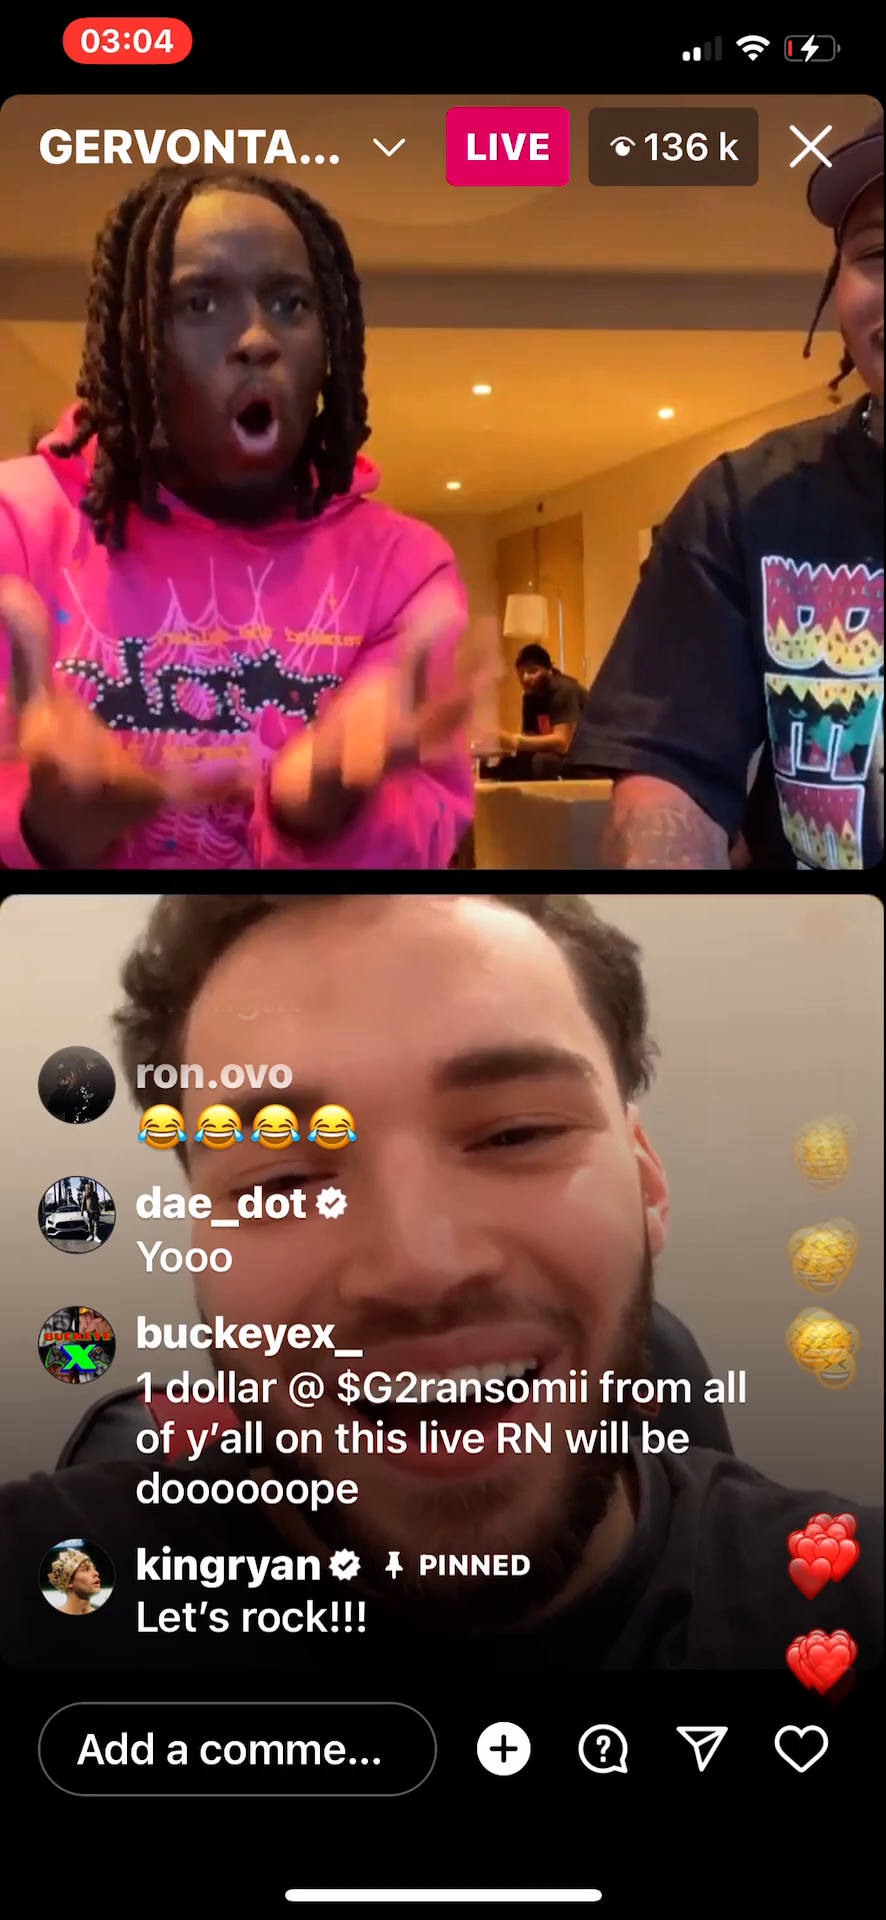 03:04
GERVONTA...
LIVE
136 k
ron.ovo
😂😂😂😂
dae_dot
Yooo
buckeyex_
1 dollar @ $G2ransomii from all
of y’all on this live RN will be
dooooooope
kingryan PINNED
Let’s rock!!!
Add a comme...